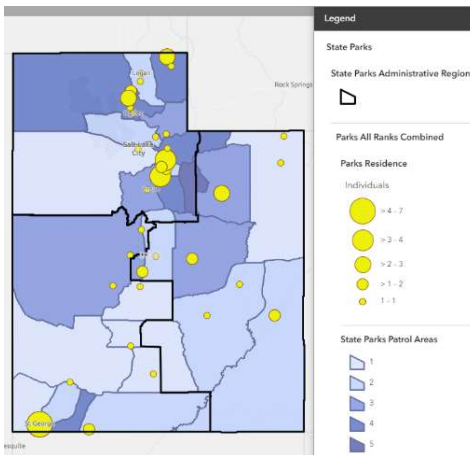 Legend
State Parks
State Parks Administrative Region
Parks All Ranks Combined
Parks Residence
Individuals
> 4 - 7
> 3 - 4
> 2 - 3
> 1 - 2
1 - 1
State Parks Patrol Areas
1
2
3
4
5
Logan
Rock Springs
Salt Lake
City
St George
esquite